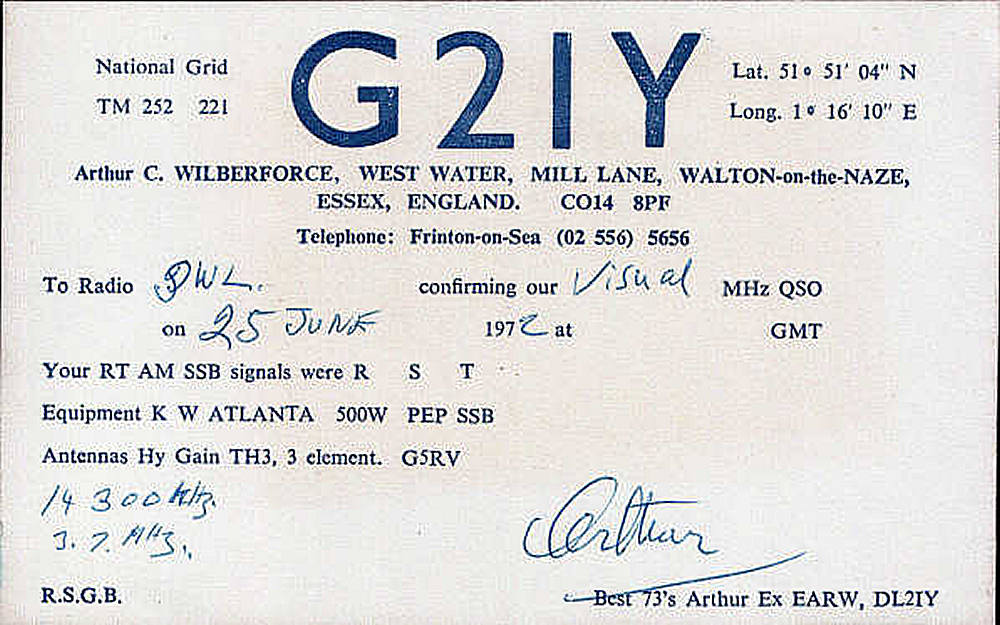 G2IY
National Grid
TM 252 221
Lat. 51° 51' 04" N
Long. 1° 16' 10" E
Arthur C. WILBERFORCE, WEST WATER, MILL LANE, WALTON-on-the-NAZE,
ESSEX, ENGLAND. CO14 8PF
Telephone: Frinton-on-Sea (02 556) 5656
To Radio SWL. confirming our Visual MHz QSO
on 25 JUNE 1972 at GMT
Your RT AM SSB signals were R S T
Equipment K W ATLANTA 500W PEP SSB
Antennas Hy Gain TH3, 3 element. G5RV
14 300 KHz.
3.7. MHz.
Arthur
R.S.G.B.
Best 73's Arthur Ex EARW, DL2IY